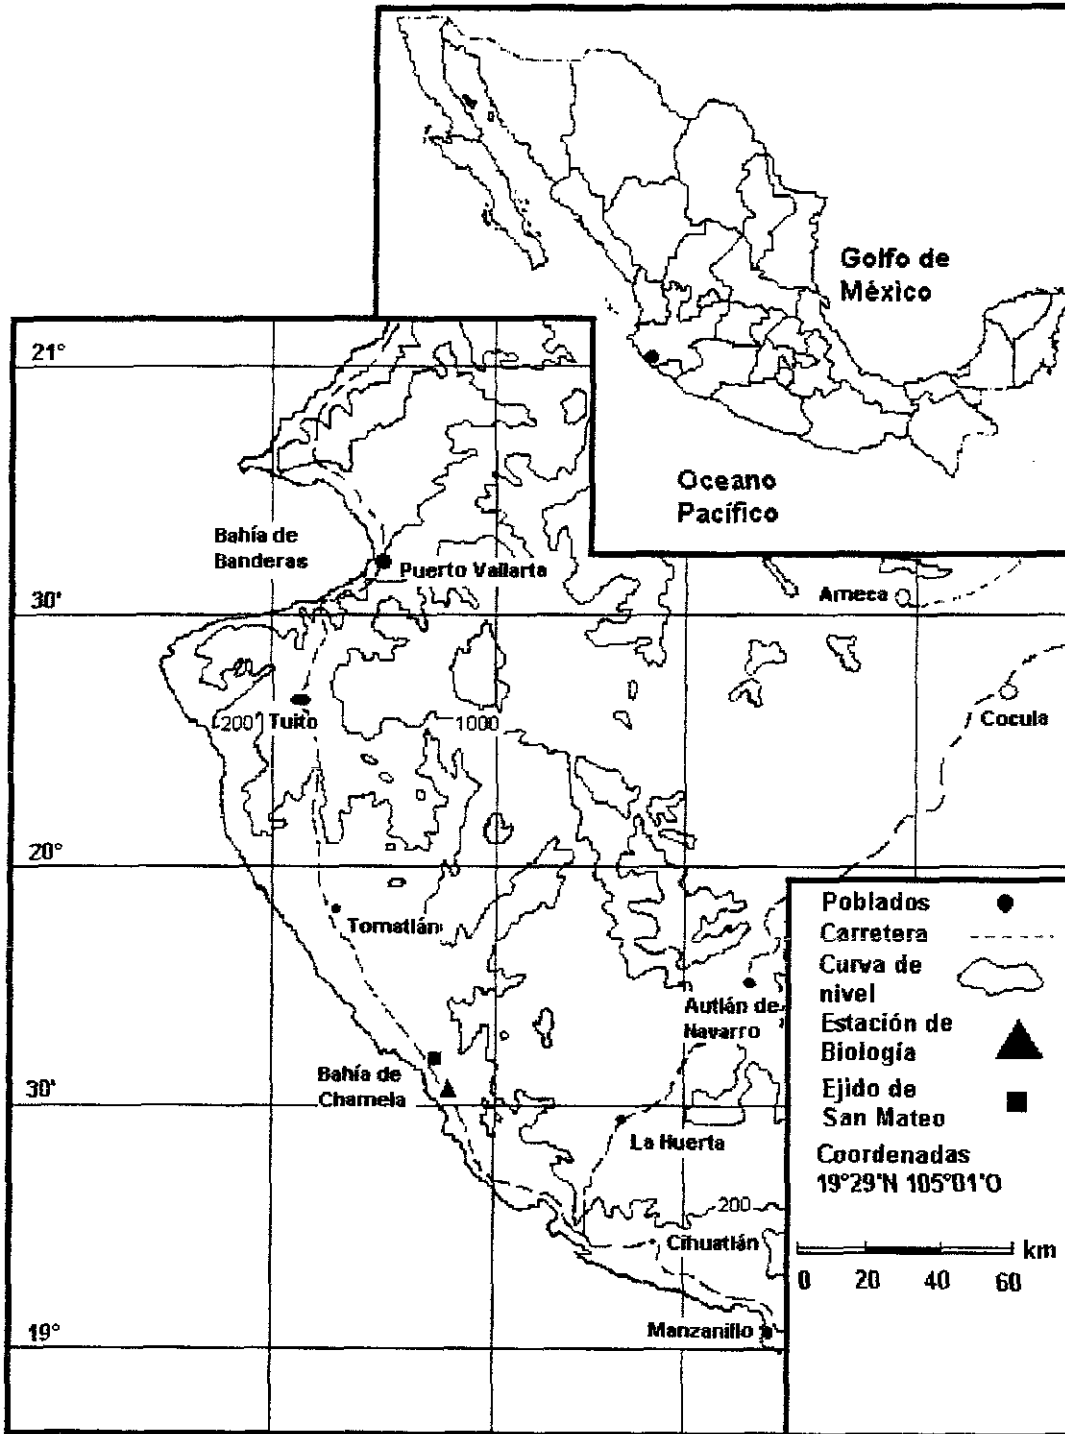 Golfo de
México
Oceano
Pacífico
21°
Bahía de
Banderas
Puerto Vallarta
Ameca
30'
200
Tuito
1000
Cocula
20°
Tomatlán
Autlán de
Navarro
Bahía de
Chamela
30'
La Huerta
200
Cihuatlán
Manzanillo
19°
Poblados
Carretera
Curva de
nivel
Estación de
Biología
Ejido de
San Mateo
Coordenadas
19°29'N 105°01'O
km
0 20 40 60